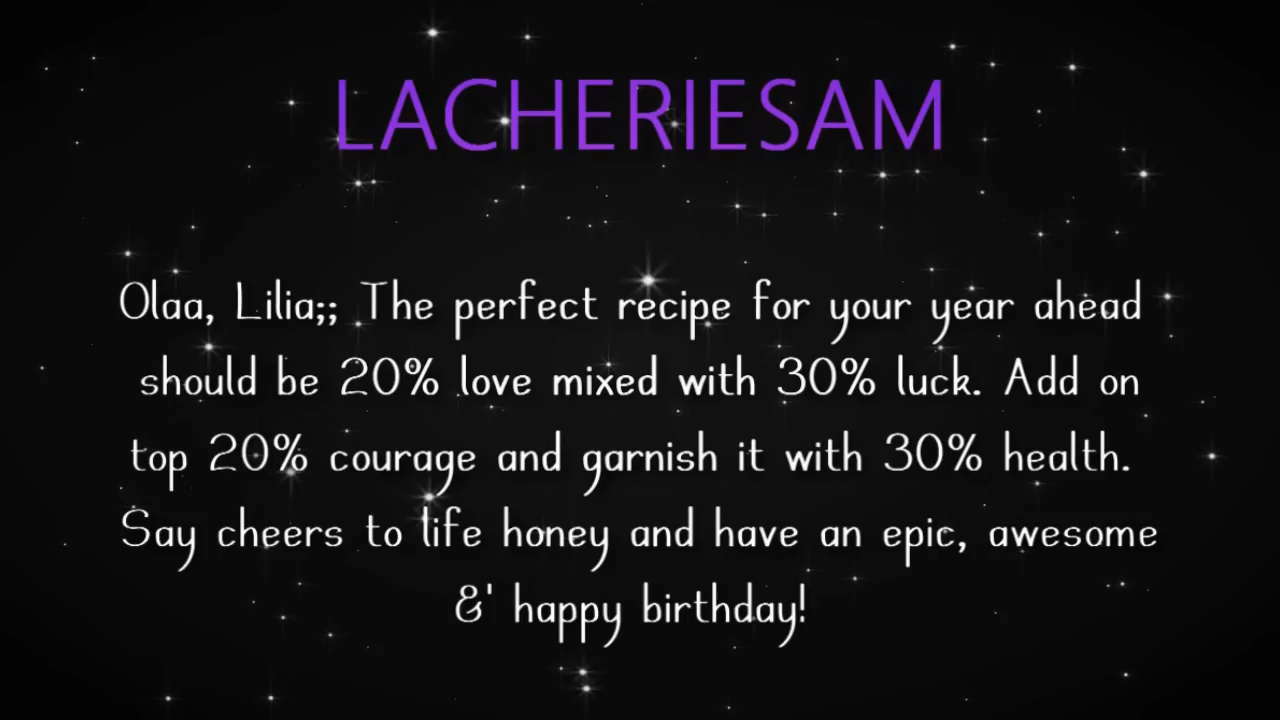 LACHERIESAM
Olaa, Lilia;; The perfect recipe for your year ahead
should be 20% love mixed with 30% luck. Add on
top 20% courage and garnish it with 30% health.
Say cheers to life honey and have an epic, awesome
&' happy birthday!